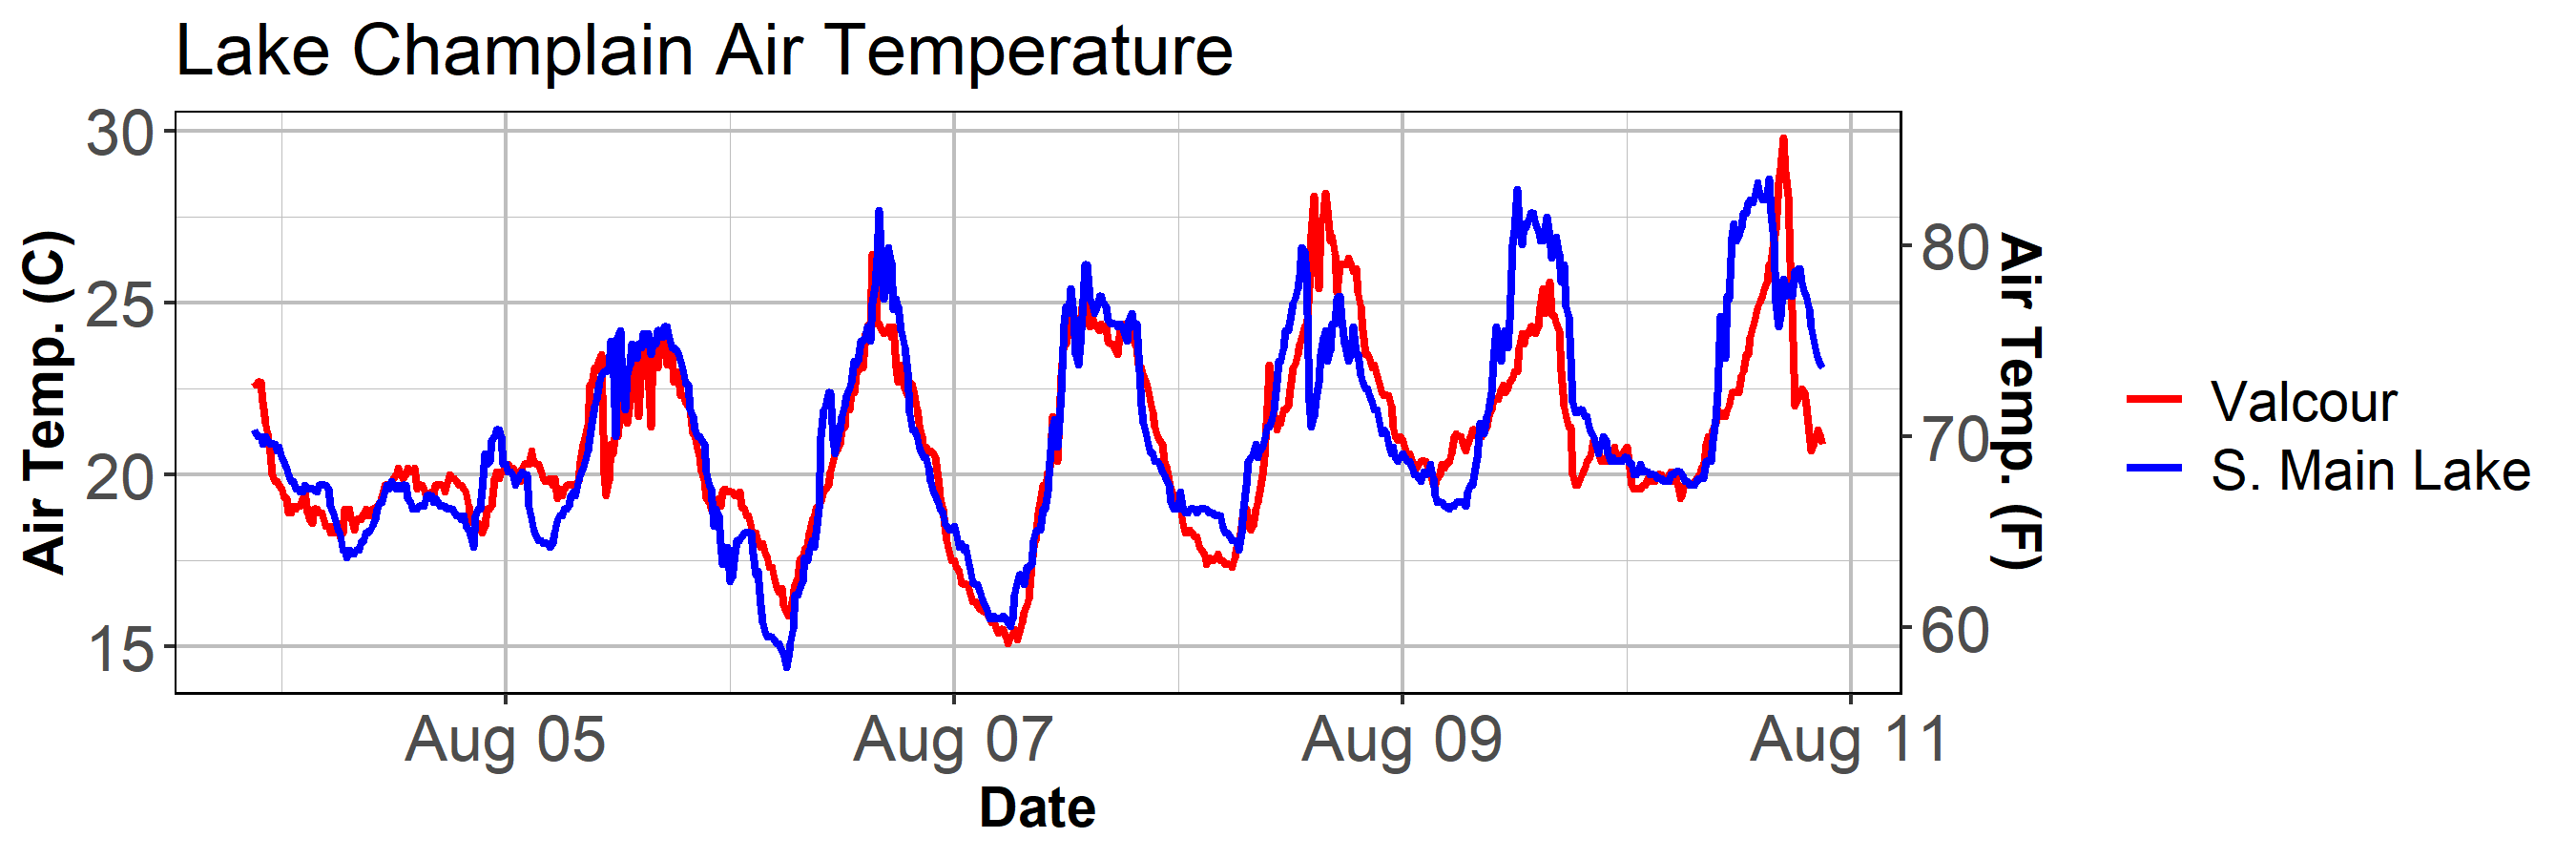 Lake Champlain Air Temperature
30
25
20
15
Air Temp. (C)
80
70
60
Air Temp. (F)
Aug 05
Aug 07
Aug 09
Aug 11
Date
Valcour
S. Main Lake